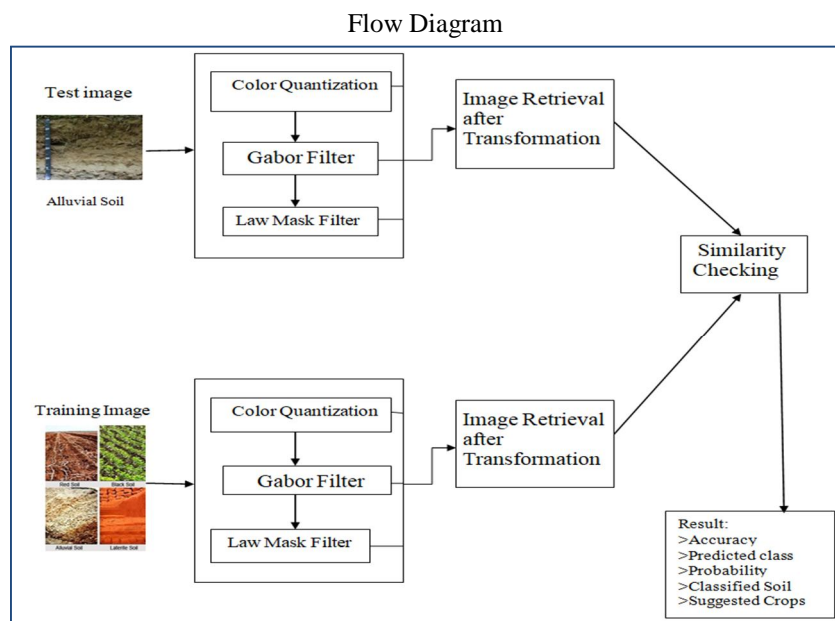 Flow Diagram
Test image
Alluvial Soil
Color Quantization
Gabor Filter
Law Mask Filter
Image Retrieval
after
Transformation
Similarity
Checking
Training Image
Red Soil
Black Soil
Alluvial Soil
Laterite Soil
Color Quantization
Gabor Filter
Law Mask Filter
Image Retrieval
after
Transformation
Result:
>Accuracy
>Predicted class
>Probability
>Classified Soil
>Suggested Crops